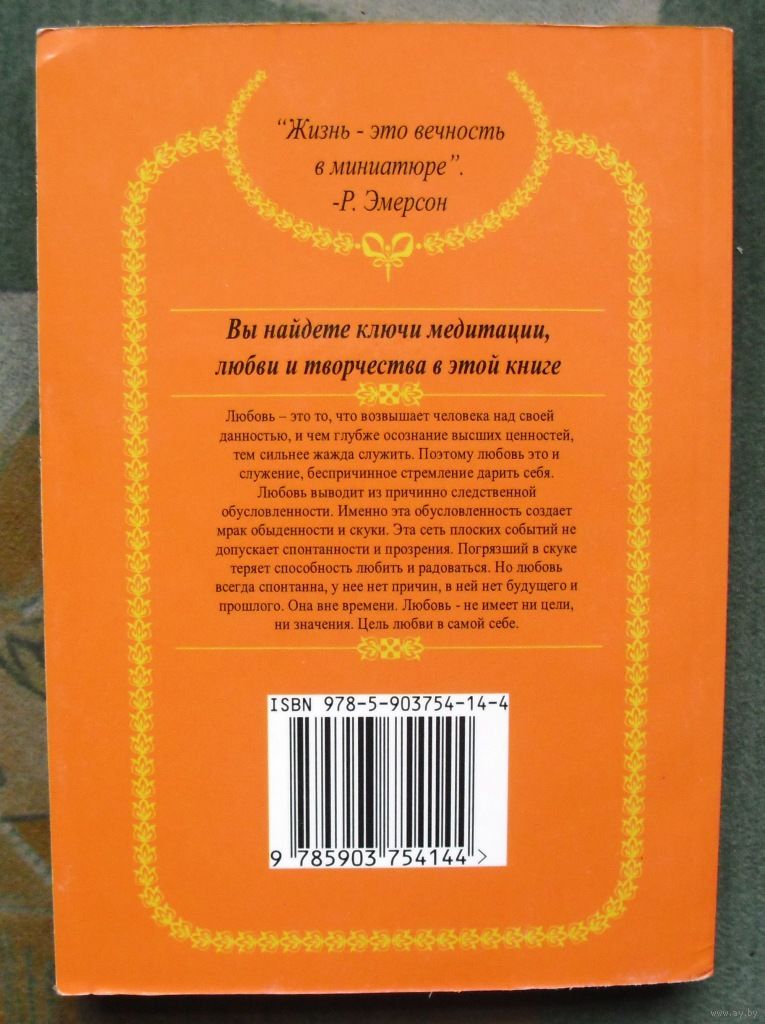 “Жизнь - это вечность
в миниатюре”.
-Р. Эмерсон
Вы найдете ключи медитации,
любви и творчества в этой книге
Любовь – это то, что возвышает человека над своей
данностью, и чем глубже осознание высших ценностей,
тем сильнее жажда служить. Поэтому любовь это и
служение, беспричинное стремление дарить себя.
Любовь выводит из причинно следственной
обусловленности. Именно эта обусловленность создает
мрак обыденности и скуки. Эта сеть плоских событий не
допускает спонтанности и прозрения. Погрязший в скуке
теряет способность любить и радоваться. Но любовь
всегда спонтанна, у нее нет причин, в ней нет будущего и
прошлого. Она вне времени. Любовь - не имеет ни цели,
ни значения. Цель любви в самой себе.
ISBN 978-5-903754-14-4
9 785903 754144 >
www.ay.by